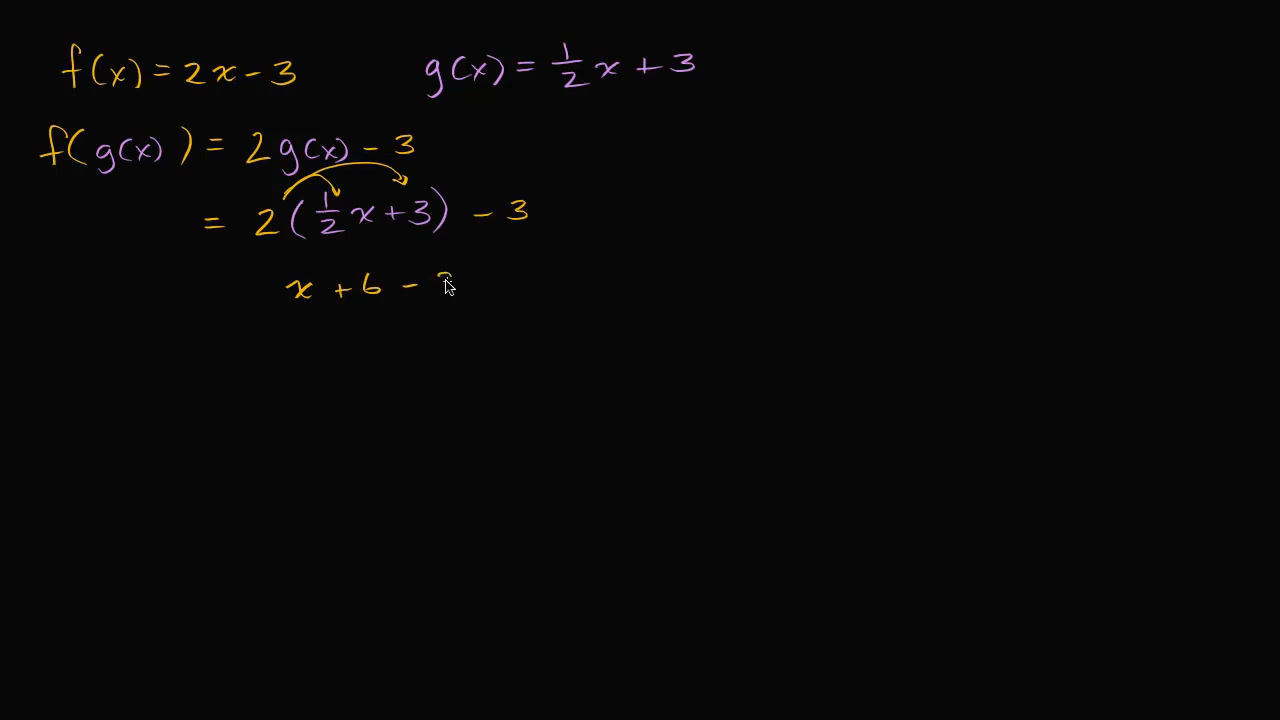 f(x) = 2x - 3 g(x) = 1/2 x + 3
f( g(x) ) = 2g(x) - 3
= 2(1/2 x + 3) - 3
x + 6 -